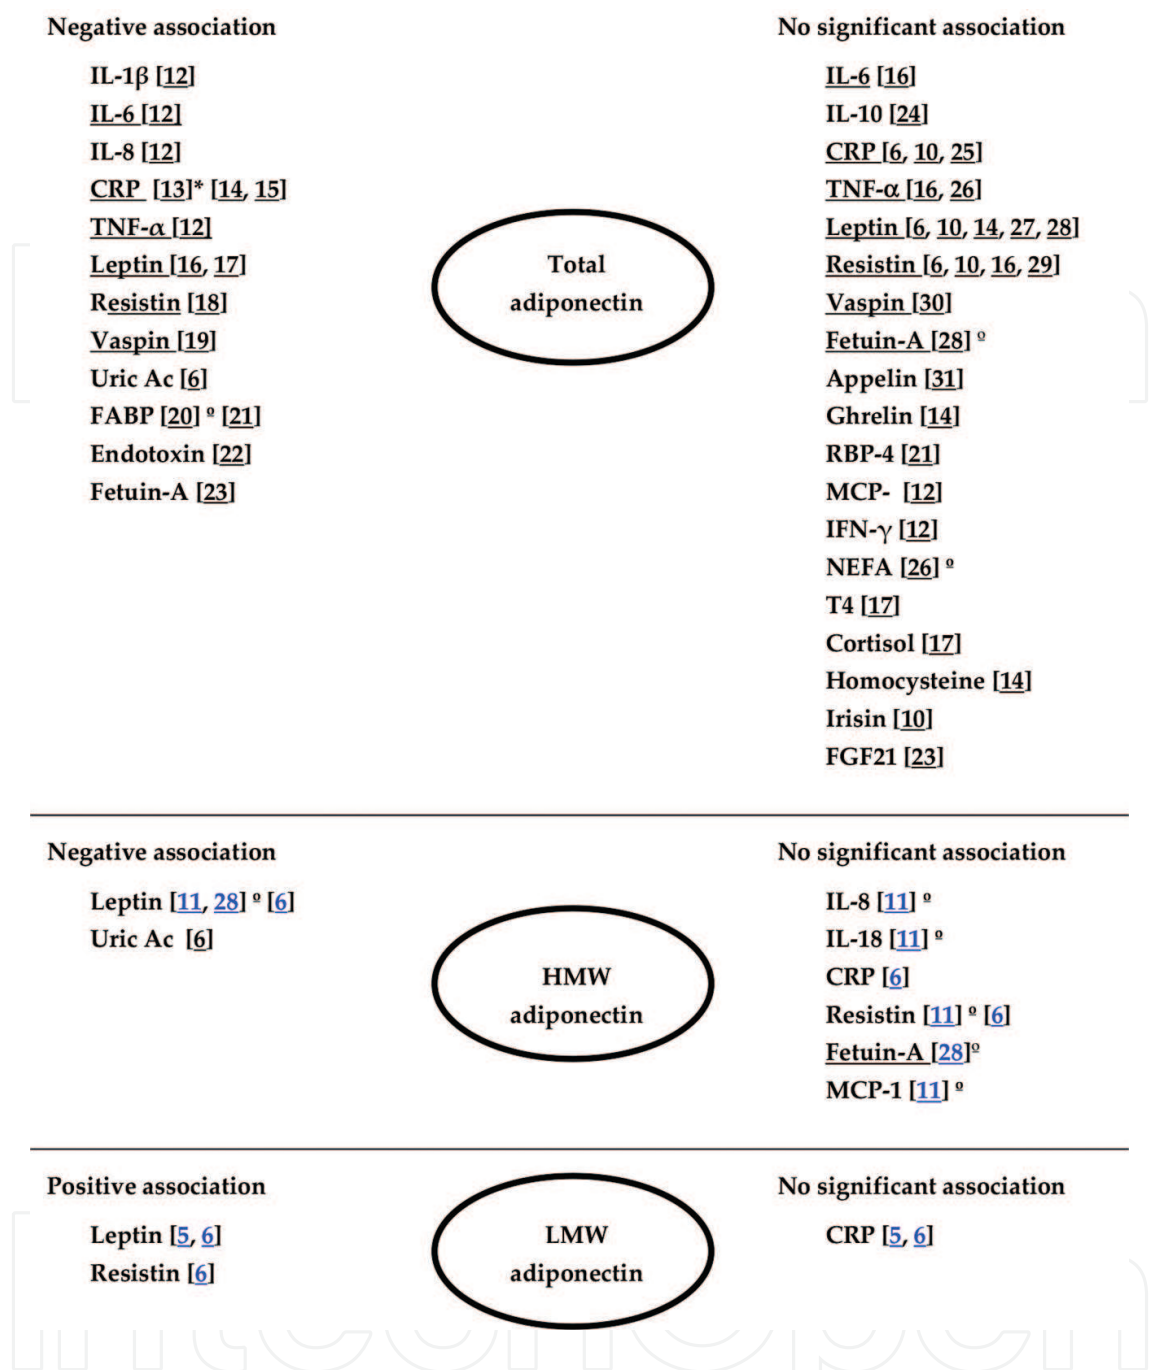 Negative association
IL-1β [12]
IL-6 [12]
IL-8 [12]
CRP [13]* [14, 15]
TNF-α [12]
Leptin [16, 17]
Resistin [18]
Vaspin [19]
Uric Ac [6]
FABP [20] º [21]
Endotoxin [22]
Fetuin-A [23]
Total
adiponectin
No significant association
IL-6 [16]
IL-10 [24]
CRP [6, 10, 25]
TNF-α [16, 26]
Leptin [6, 10, 14, 27, 28]
Resistin [6, 10, 16, 29]
Vaspin [30]
Fetuin-A [28] º
Appelin [31]
Ghrelin [14]
RBP-4 [21]
MCP- [12]
IFN-γ [12]
NEFA [26] º
T4 [17]
Cortisol [17]
Homocysteine [14]
Irisin [10]
FGF21 [23]
Negative association
Leptin [11, 28] º [6]
Uric Ac [6]
HMW
adiponectin
No significant association
IL-8 [11] º
IL-18 [11] º
CRP [6]
Resistin [11] º [6]
Fetuin-A [28]º
MCP-1 [11] º
Positive association
Leptin [5, 6]
Resistin [6]
LMW
adiponectin
No significant association
CRP [5, 6]